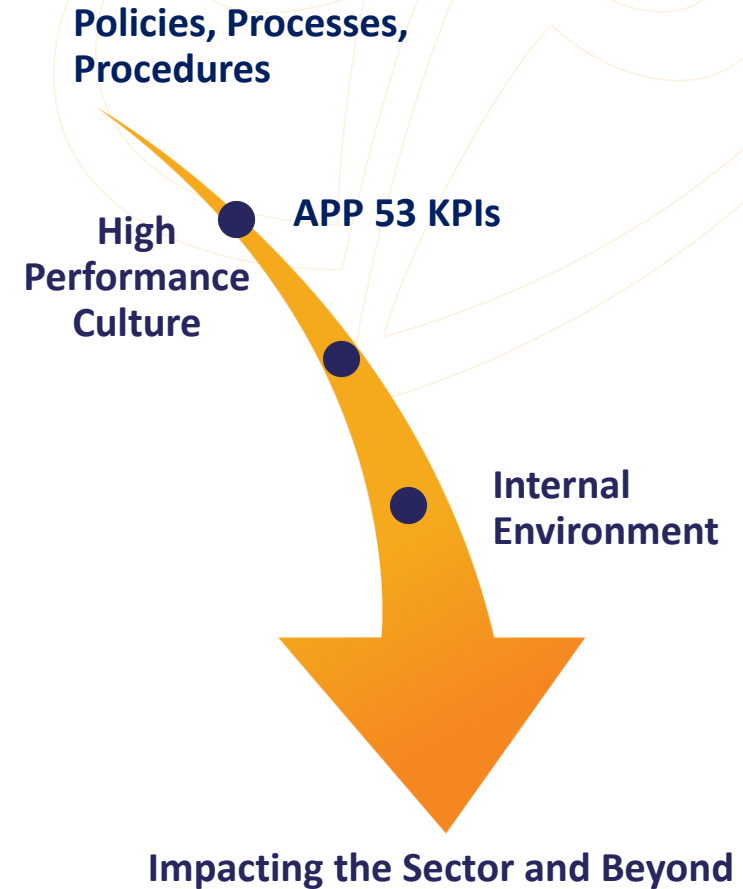 Policies, Processes,
Procedures
APP 53 KPIs
High
Performance
Culture
Internal
Environment
Impacting the Sector and Beyond